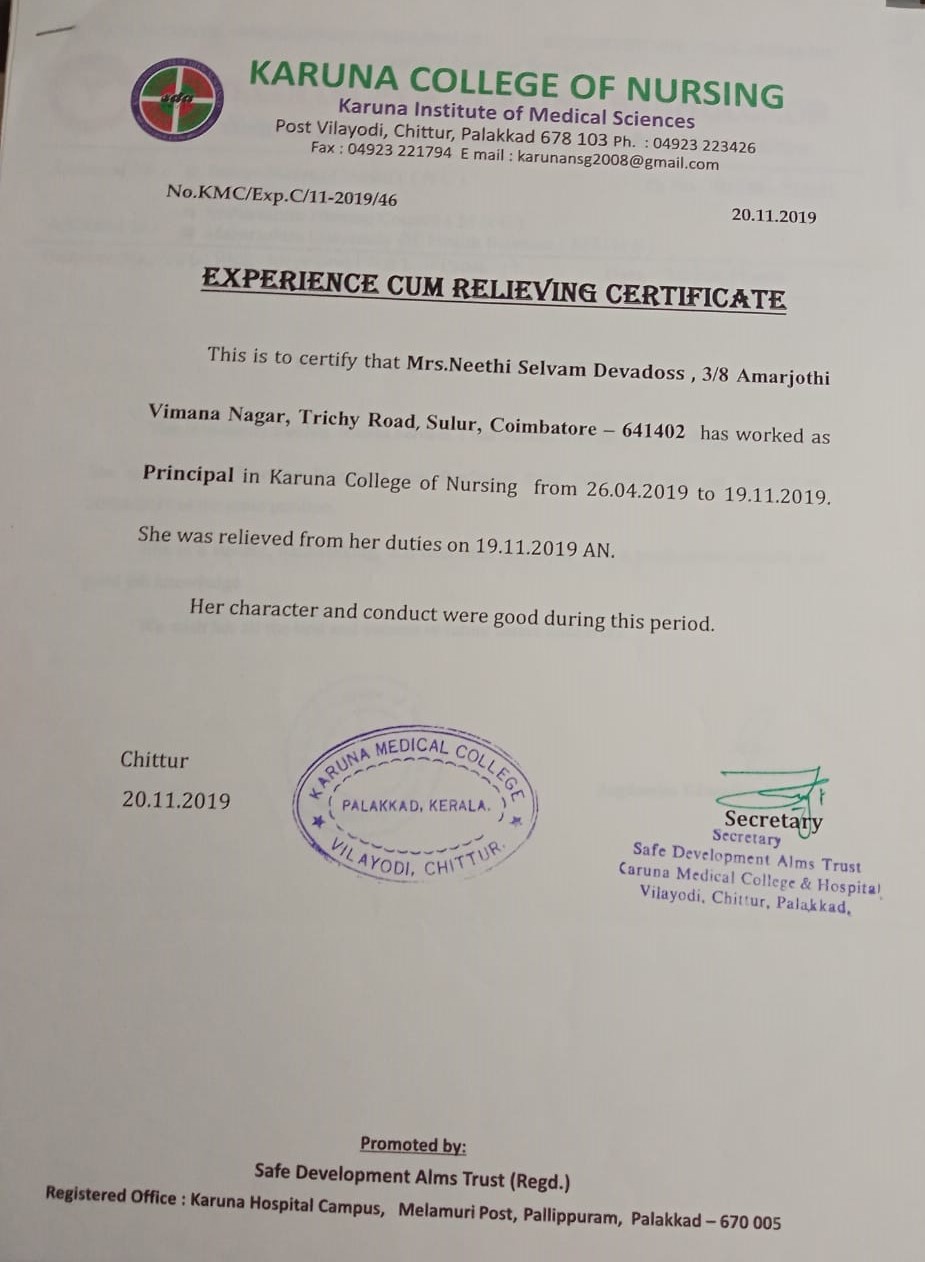 sda
KARUNA COLLEGE OF NURSING
Karuna Institute of Medical Sciences
Post Vilayodi, Chittur, Palakkad 678 103 Ph. : 04923 223426
Fax : 04923 221794 E mail : karunansg2008@gmail.com
No.KMC/Exp.C/11-2019/46
20.11.2019
EXPERIENCE CUM RELIEVING CERTIFICATE
This is to certify that Mrs.Neethi Selvam Devadoss , 3/8 Amarjothi
Vimana Nagar, Trichy Road, Sulur, Coimbatore – 641402 has worked as
Principal in Karuna College of Nursing from 26.04.2019 to 19.11.2019.
She was relieved from her duties on 19.11.2019 AN.
Her character and conduct were good during this period.
Chittur
20.11.2019
KARUNA MEDICAL COLLEGE
PALAKKAD, KERALA.
VILAYODI, CHITTUR.
Secretary
Secretary
Safe Development Alms Trust
Caruna Medical College & Hospital
Vilayodi, Chittur, Palakkad,
Promoted by:
Safe Development Alms Trust (Regd.)
Registered Office : Karuna Hospital Campus, Melamuri Post, Pallippuram, Palakkad – 670 005